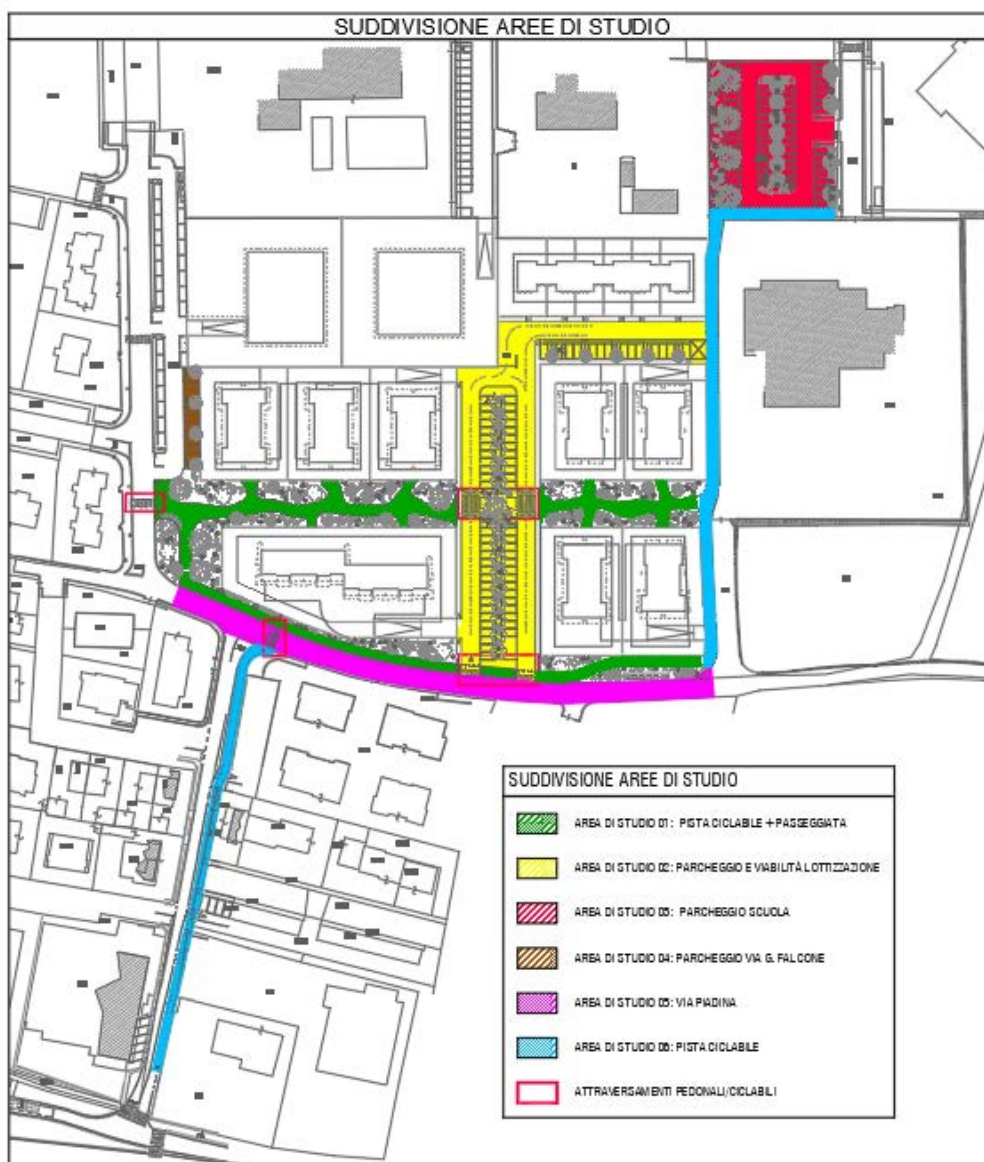 SUDDIVISIONE AREE DI STUDIO
SUDDIVISIONE AREE DI STUDIO
AREA DI STUDIO 01: PISTA CICLABILE + PASSEGGIATA
AREA DI STUDIO 02: PARCHEGGIO E VIABILITÀ LOTTIZZAZIONE
AREA DI STUDIO 03: PARCHEGGIO SCUOLA
AREA DI STUDIO 04: PARCHEGGIO VIA G. FALCONE
AREA DI STUDIO 05: VIA PIADINA
AREA DI STUDIO 06: PISTA CICLABILE
ATTRAVERSAMENTI PEDONALI/CICLABILI